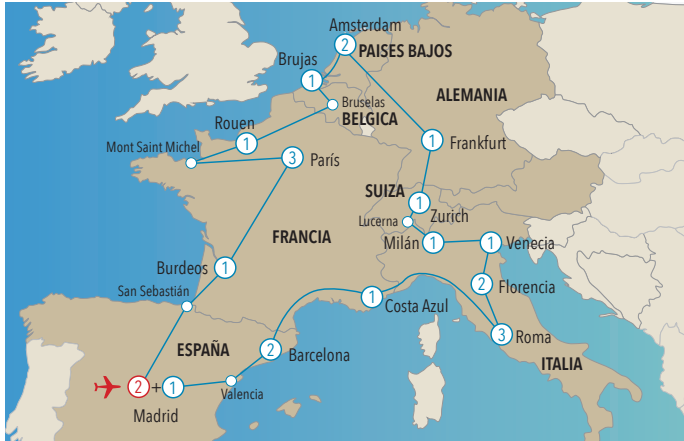 Amsterdam
2
PAISES BAJOS
Brujas
1
Bruselas
BELGICA
ALEMANIA
Rouen
1
Mont Saint Michel
3
París
1
Frankfurt
SUIZA
1
Zurich
Lucerna
Milán
1
1
Venecia
FRANCIA
Burdeos
1
2
Florencia
San Sebastián
1
Costa Azul
3
Roma
ITALIA
ESPAÑA
2
Barcelona
2
+
1
Valencia
Madrid